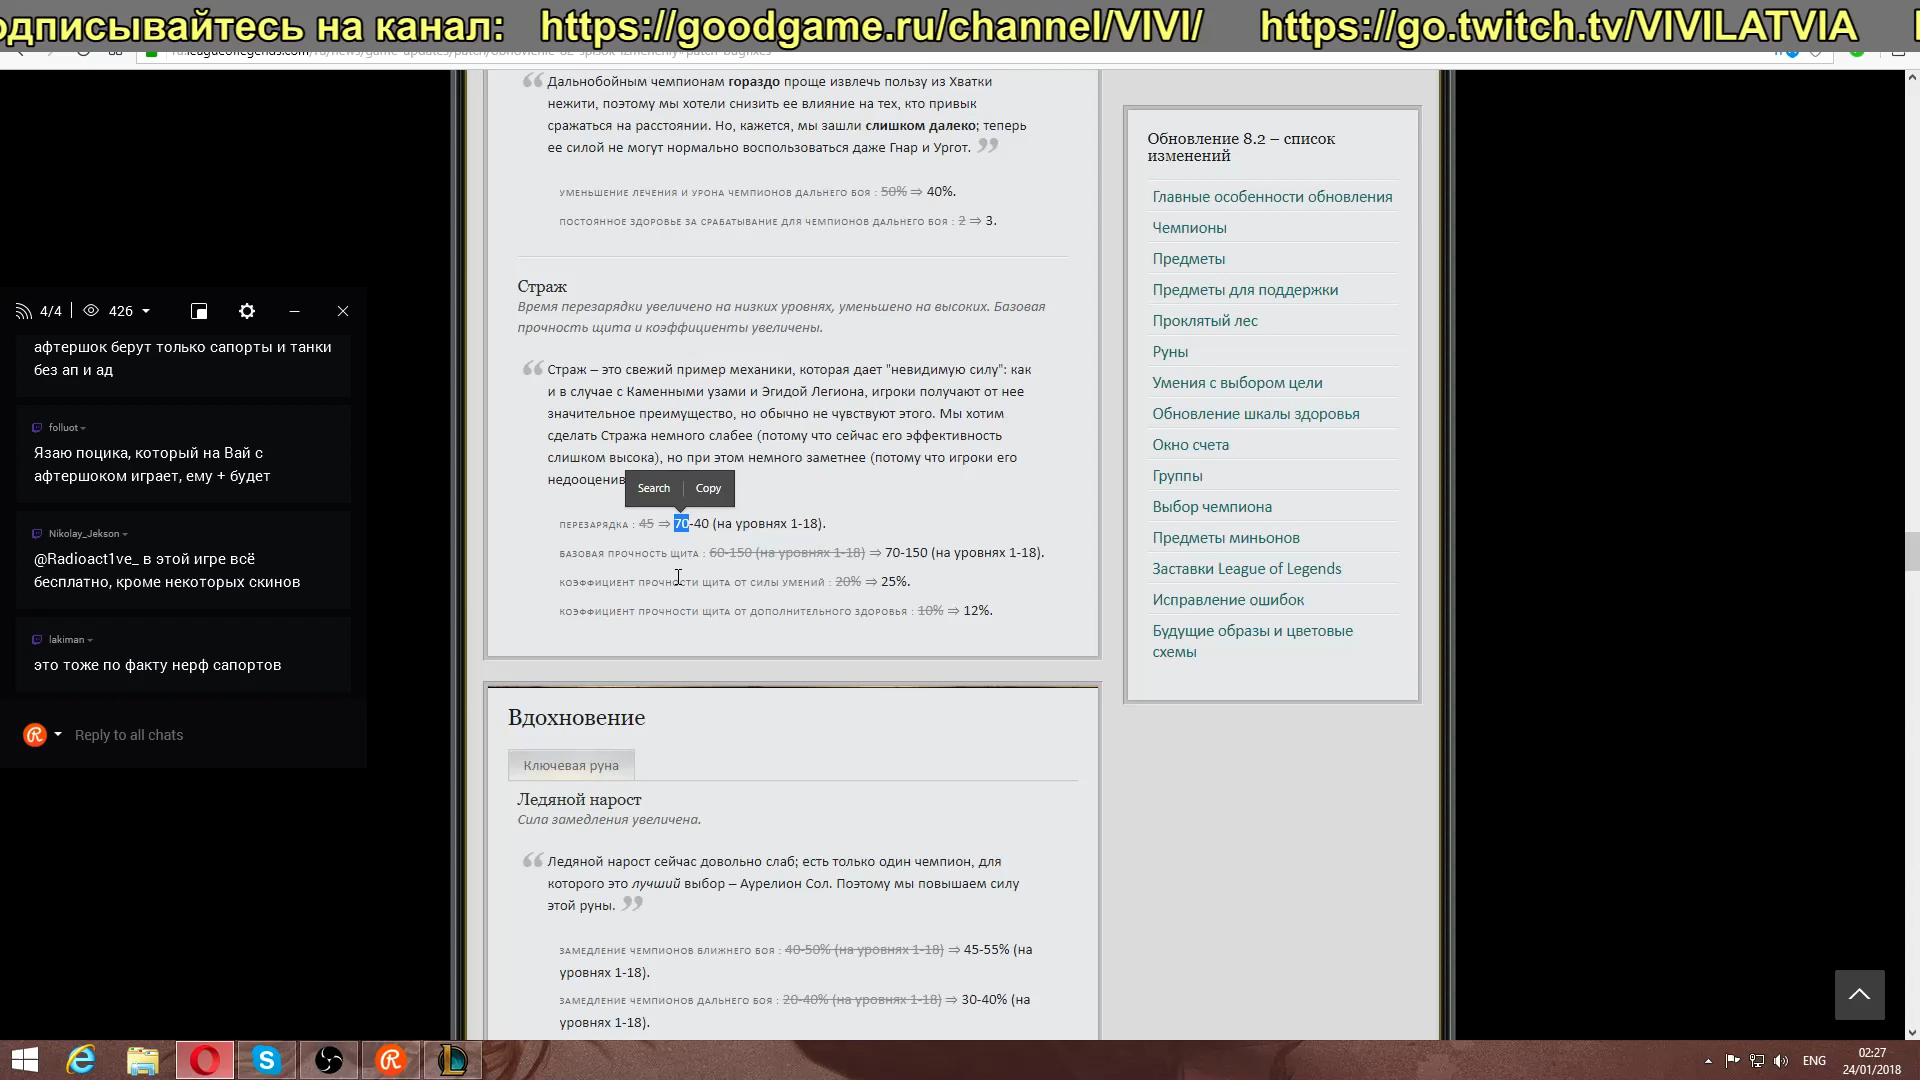 одписывайтесь на канал: https://goodgame.ru/channel/VIVI/ https://go.twitch.tv/VIVILATVIA
Дальнобойным чемпионам гораздо проще извлечь пользу из Хватки
нежити, поэтому мы хотели снизить ее влияние на тех, кто привык
сражаться на расстоянии. Но, кажется, мы зашли слишком далеко; теперь
ее силой не могут нормально воспользоваться даже Гнар и Ургот.
УМЕНЬШЕНИЕ ЛЕЧЕНИЯ И УРОНА ЧЕМПИОНОВ ДАЛЬНЕГО БОЯ : 50% ⇒ 40%.
ПОСТОЯННОЕ ЗДОРОВЬЕ ЗА СРАБАТЫВАНИЕ ДЛЯ ЧЕМПИОНОВ ДАЛЬНЕГО БОЯ : 2 ⇒ 3.
Страж
Время перезарядки увеличено на низких уровнях, уменьшено на высоких. Базовая
прочность щита и коэффициенты увеличены.
Страж – это свежий пример механики, которая дает "невидимую силу": как
и в случае с Каменными узами и Эгидой Легиона, игроки получают от нее
значительное преимущество, но обычно не чувствуют этого. Мы хотим
сделать Стража немного слабее (потому что сейчас его эффективность
слишком высока), но при этом немного заметнее (потому что игроки его
недооценив
Search Copy
ПЕРЕЗАРЯДКА : 45 ⇒ 70-40 (на уровнях 1-18).
БАЗОВАЯ ПРОЧНОСТЬ ЩИТА : 60-150 (на уровнях 1-18) ⇒ 70-150 (на уровнях 1-18).
КОЭФФИЦИЕНТ ПРОЧНОСТИ ЩИТА ОТ СИЛЫ УМЕНИЙ : 20% ⇒ 25%.
КОЭФФИЦИЕНТ ПРОЧНОСТИ ЩИТА ОТ ДОПОЛНИТЕЛЬНОГО ЗДОРОВЬЯ : 10% ⇒ 12%.
Вдохновение
Ключевая руна
Ледяной нарост
Сила замедления увеличена.
Ледяной нарост сейчас довольно слаб; есть только один чемпион, для
которого это лучший выбор – Аурелион Сол. Поэтому мы повышаем силу
этой руны.
ЗАМЕДЛЕНИЕ ЧЕМПИОНОВ БЛИЖНЕГО БОЯ : 40-50% (на уровнях 1-18) ⇒ 45-55% (на
уровнях 1-18).
ЗАМЕДЛЕНИЕ ЧЕМПИОНОВ ДАЛЬНЕГО БОЯ : 20-40% (на уровнях 1-18) ⇒ 30-40% (на
уровнях 1-18).
Обновление 8.2 – список
изменений
Главные особенности обновления
Чемпионы
Предметы
Предметы для поддержки
Проклятый лес
Руны
Умения с выбором цели
Обновление шкалы здоровья
Окно счета
Группы
Выбор чемпиона
Предметы миньонов
Заставки League of Legends
Исправление ошибок
Будущие образы и цветовые
схемы
4/4 426
афтершок берут только сапорты и танки
без ап и ад
folluot
Язаю поцика, который на Вай с
афтершоком играет, ему + будет
Nikolay_Jekson
@Radioact1ve_ в этой игре всё
бесплатно, кроме некоторых скинов
lakiman
это тоже по факту нерф сапортов
Reply to all chats
ENG
02:27
24/01/2018